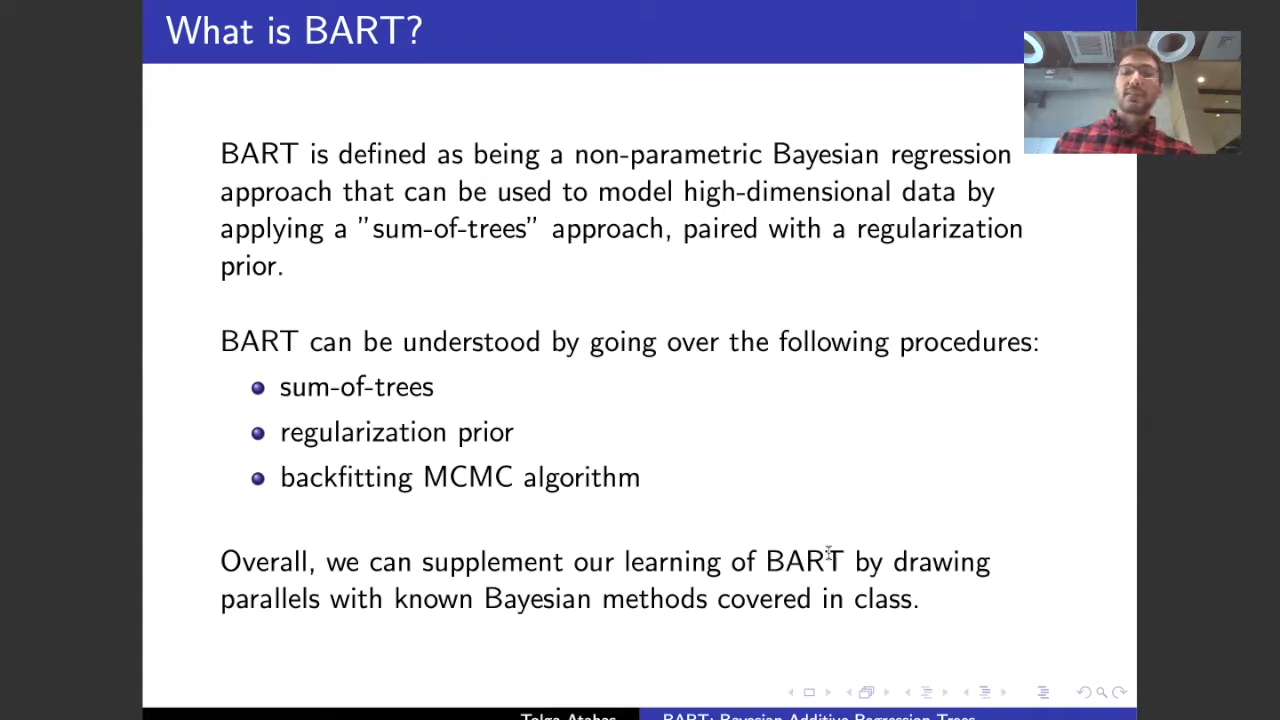 What is BART?
BART is defined as being a non-parametric Bayesian regression
approach that can be used to model high-dimensional data by
applying a ”sum-of-trees” approach, paired with a regularization
prior.
BART can be understood by going over the following procedures:
sum-of-trees
regularization prior
backfitting MCMC algorithm
Overall, we can supplement our learning of BART by drawing
parallels with known Bayesian methods covered in class.
BART: Bayesian Additive Regression Trees